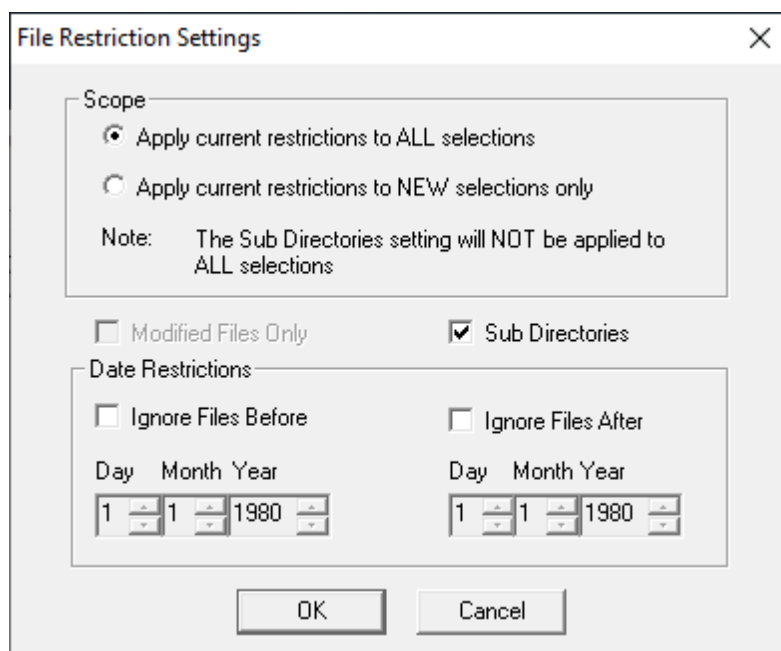 File Restriction Settings
Scope
Apply current restrictions to ALL selections
Apply current restrictions to NEW selections only
Note: The Sub Directories setting will NOT be applied to
ALL selections
Modified Files Only Sub Directories
Date Restrictions
Ignore Files Before Ignore Files After
Day Month Year Day Month Year
1 1 1980 1 1 1980
OK Cancel